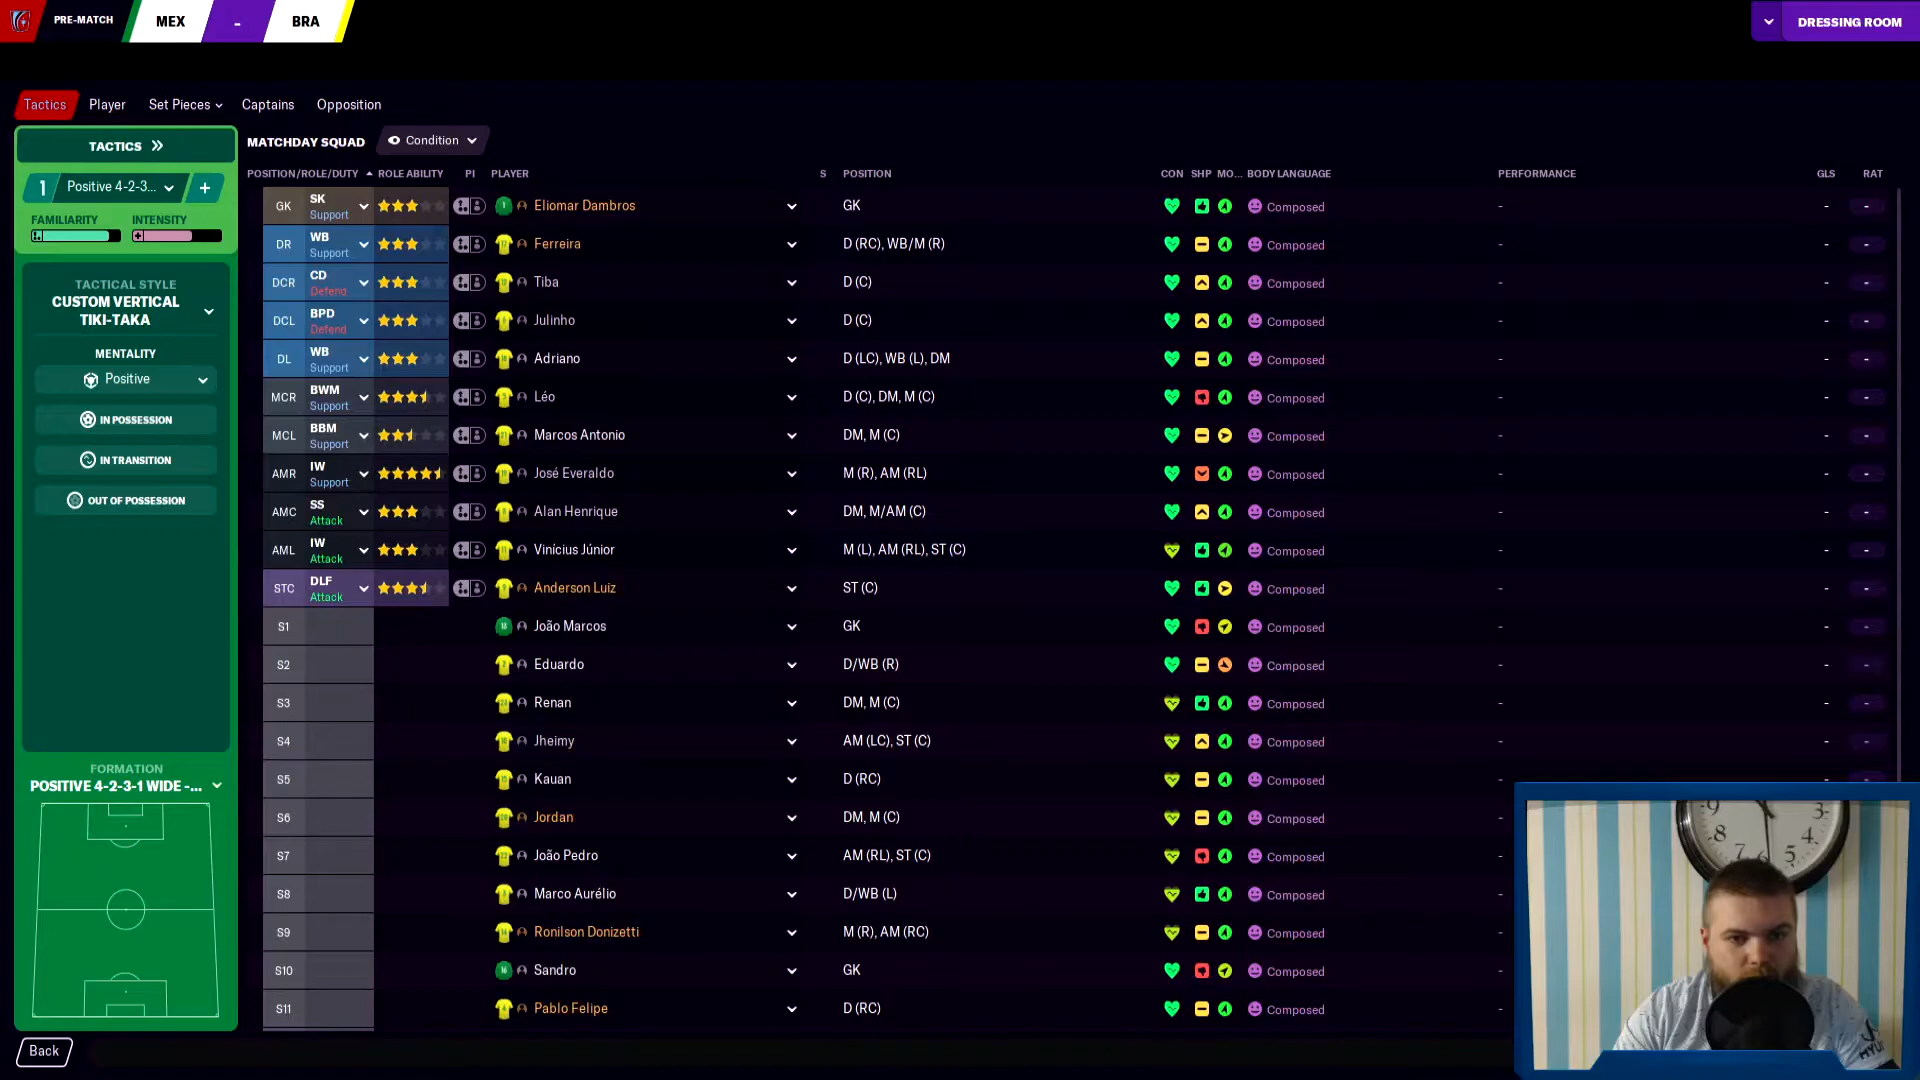 PRE-MATCH MEX - BRA DRESSING ROOM
Tactics Player Set Pieces Captains Opposition
TACTICS
1 Positive 4-2-3... +
FAMILIARITY INTENSITY
TACTICAL STYLE
CUSTOM VERTICAL
TIKI-TAKA
MENTALITY
Positive
IN POSSESSION
IN TRANSITION
OUT OF POSSESSION
FORMATION
POSITIVE 4-2-3-1 WIDE -...
MATCHDAY SQUAD Condition
POSITION/ROLE/DUTY ROLE ABILITY PI PLAYER S POSITION CON SHP MO... BODY LANGUAGE PERFORMANCE GLS RAT
GK SK Support Eliomar Dambros GK Composed - - -
DR WB Support Ferreira D (RC), WB/M (R) Composed - - -
DCR CD Defend Tiba D (C) Composed - - -
DCL BPD Defend Julinho D (C) Composed - - -
DL WB Support Adriano D (LC), WB (L), DM Composed - - -
MCR BWM Support Léo D (C), DM, M (C) Composed - - -
MCL BBM Support Marcos Antonio DM, M (C) Composed - - -
AMR IW Support José Everaldo M (R), AM (RL) Composed - - -
AMC SS Attack Alan Henrique DM, M/AM (C) Composed - - -
AML IW Attack Vinícius Júnior M (L), AM (RL), ST (C) Composed - - -
STC DLF Attack Anderson Luiz ST (C) Composed - - -
S1 João Marcos GK Composed - - -
S2 Eduardo D/WB (R) Composed - - -
S3 Renan DM, M (C) Composed - - -
S4 Jheimy AM (LC), ST (C) Composed - - -
S5 Kauan D (RC) Composed - - -
S6 Jordan DM, M (C) Composed -
S7 João Pedro AM (RL), ST (C) Composed -
S8 Marco Aurélio D/WB (L) Composed -
S9 Ronilson Donizetti M (R), AM (RC) Composed -
S10 Sandro GK Composed -
S11 Pablo Felipe D (RC) Composed -
Back
9 3
8 4
7 6 5